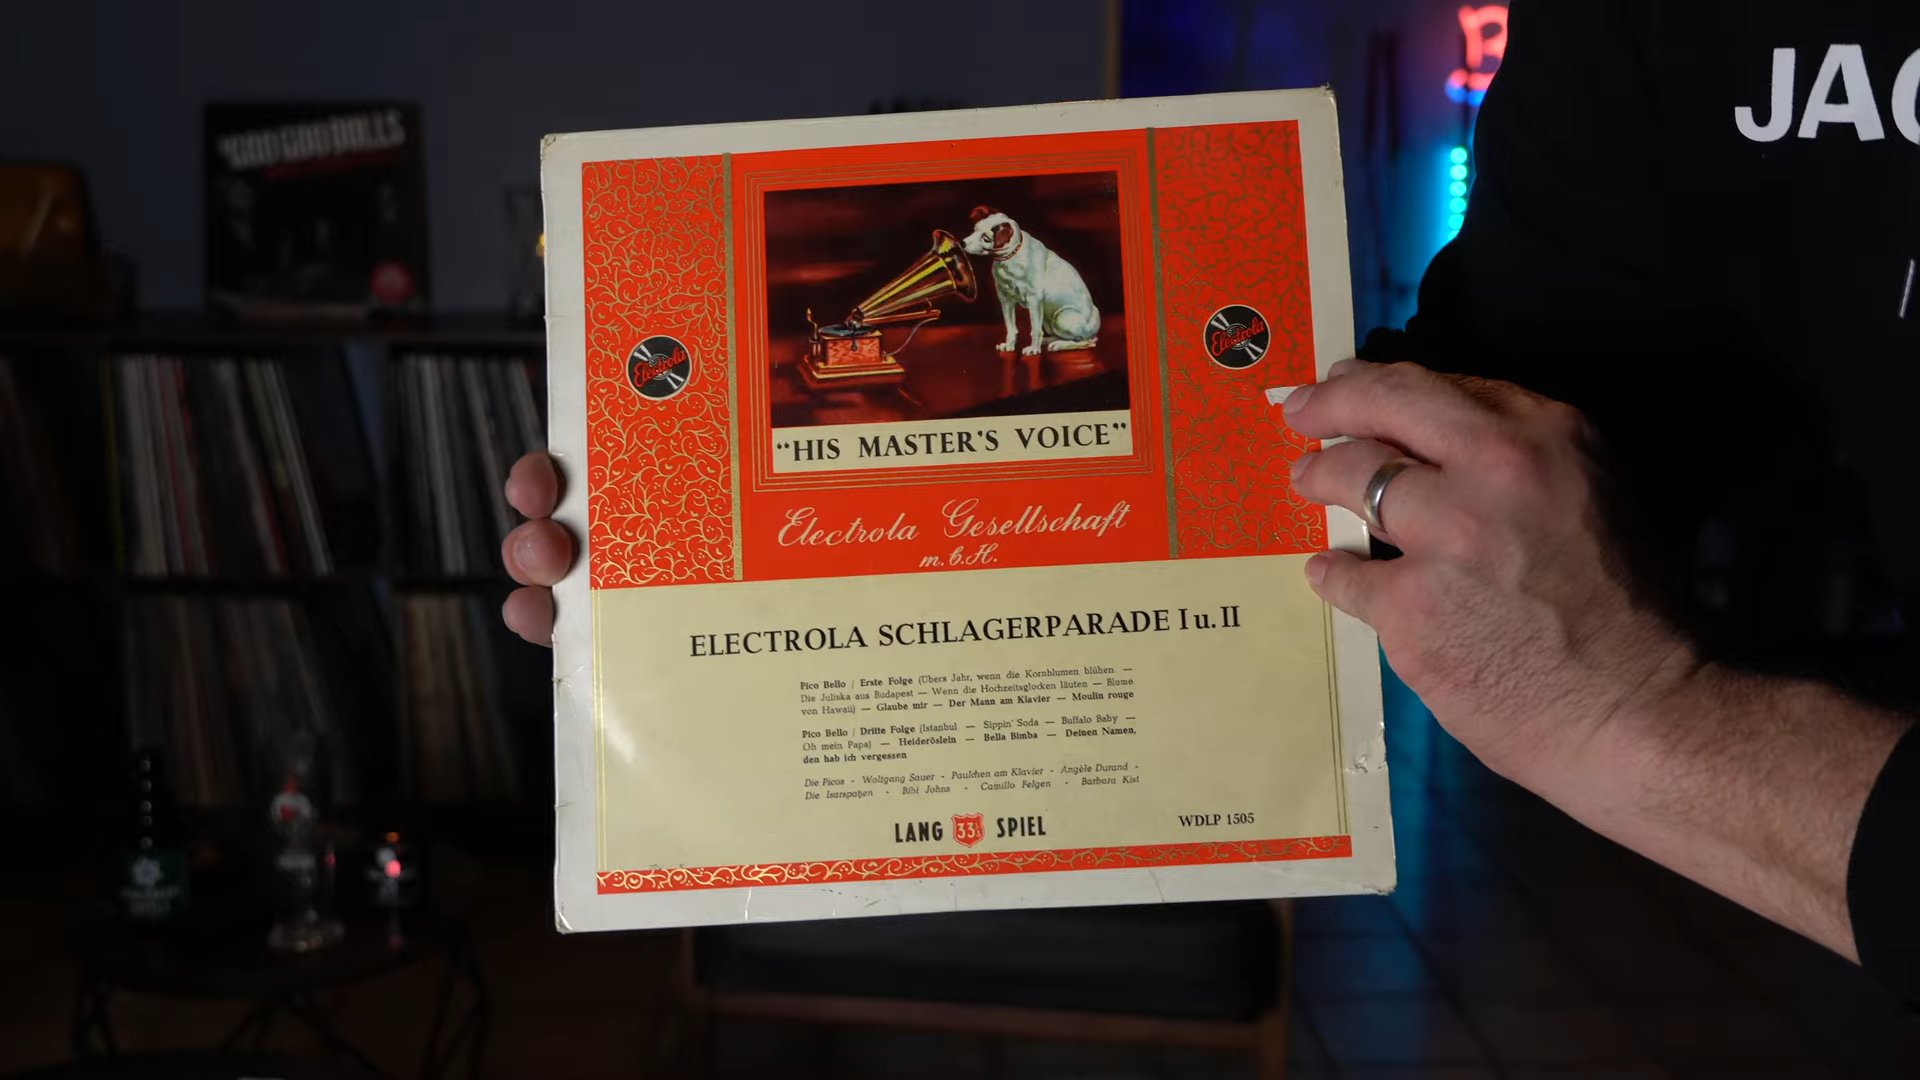 JAC
GOO GOO DOLLS
Electrola
Electrola
“HIS MASTER'S VOICE”
Electrola Gesellschaft
m.b.H.
ELECTROLA SCHLAGERPARADE I u. II
Pico Bello / Erste Folge (Übers Jahr, wenn die Kornblumen blühen —
Die Juliska aus Budapest — Wenn die Hochzeitsglocken läuten — Blume
von Hawaii) — Glaube mir — Der Mann am Klavier — Moulin rouge
Pico Bello / Dritte Folge (Istanbul — Sippin' Soda — Buffalo Baby —
Oh mein Papa) — Heideröslein — Bella Bimba — Deinen Namen,
den hab ich vergessen
Die Picos - Wolfgang Sauer - Paulchen am Klavier - Angèle Durand -
Die Isarspatzen - Bibi Johns - Camillo Felgen - Barbara Kist
LANG 33⅓ SPIEL
WDLP 1505